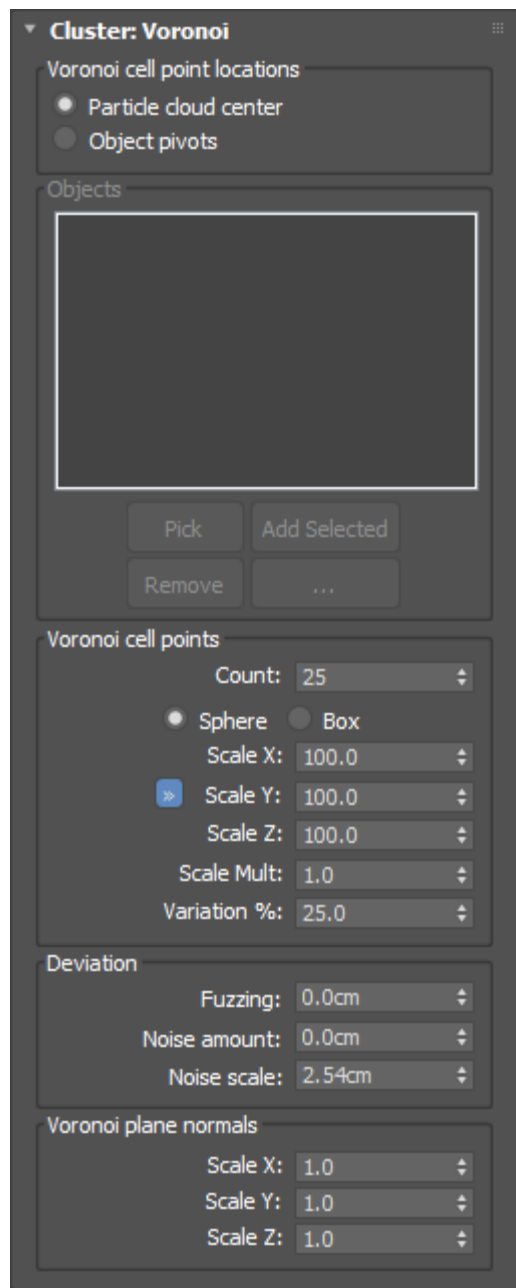 Cluster: Voronoi
Voronoi cell point locations
Particle cloud center
Object pivots
Objects
Pick Add Selected
Remove ...
Voronoi cell points
Count: 25
Sphere Box
Scale X: 100.0
» Scale Y: 100.0
Scale Z: 100.0
Scale Mult: 1.0
Variation %: 25.0
Deviation
Fuzzing: 0.0cm
Noise amount: 0.0cm
Noise scale: 2.54cm
Voronoi plane normals
Scale X: 1.0
Scale Y: 1.0
Scale Z: 1.0